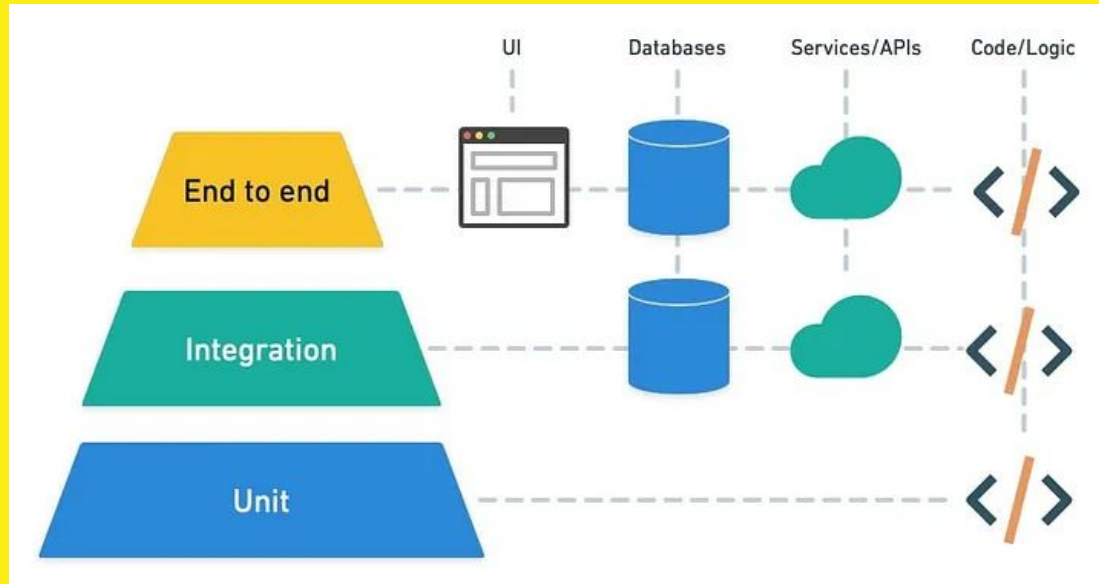 UI Databases Services/APIs Code/Logic
End to end
Integration
Unit